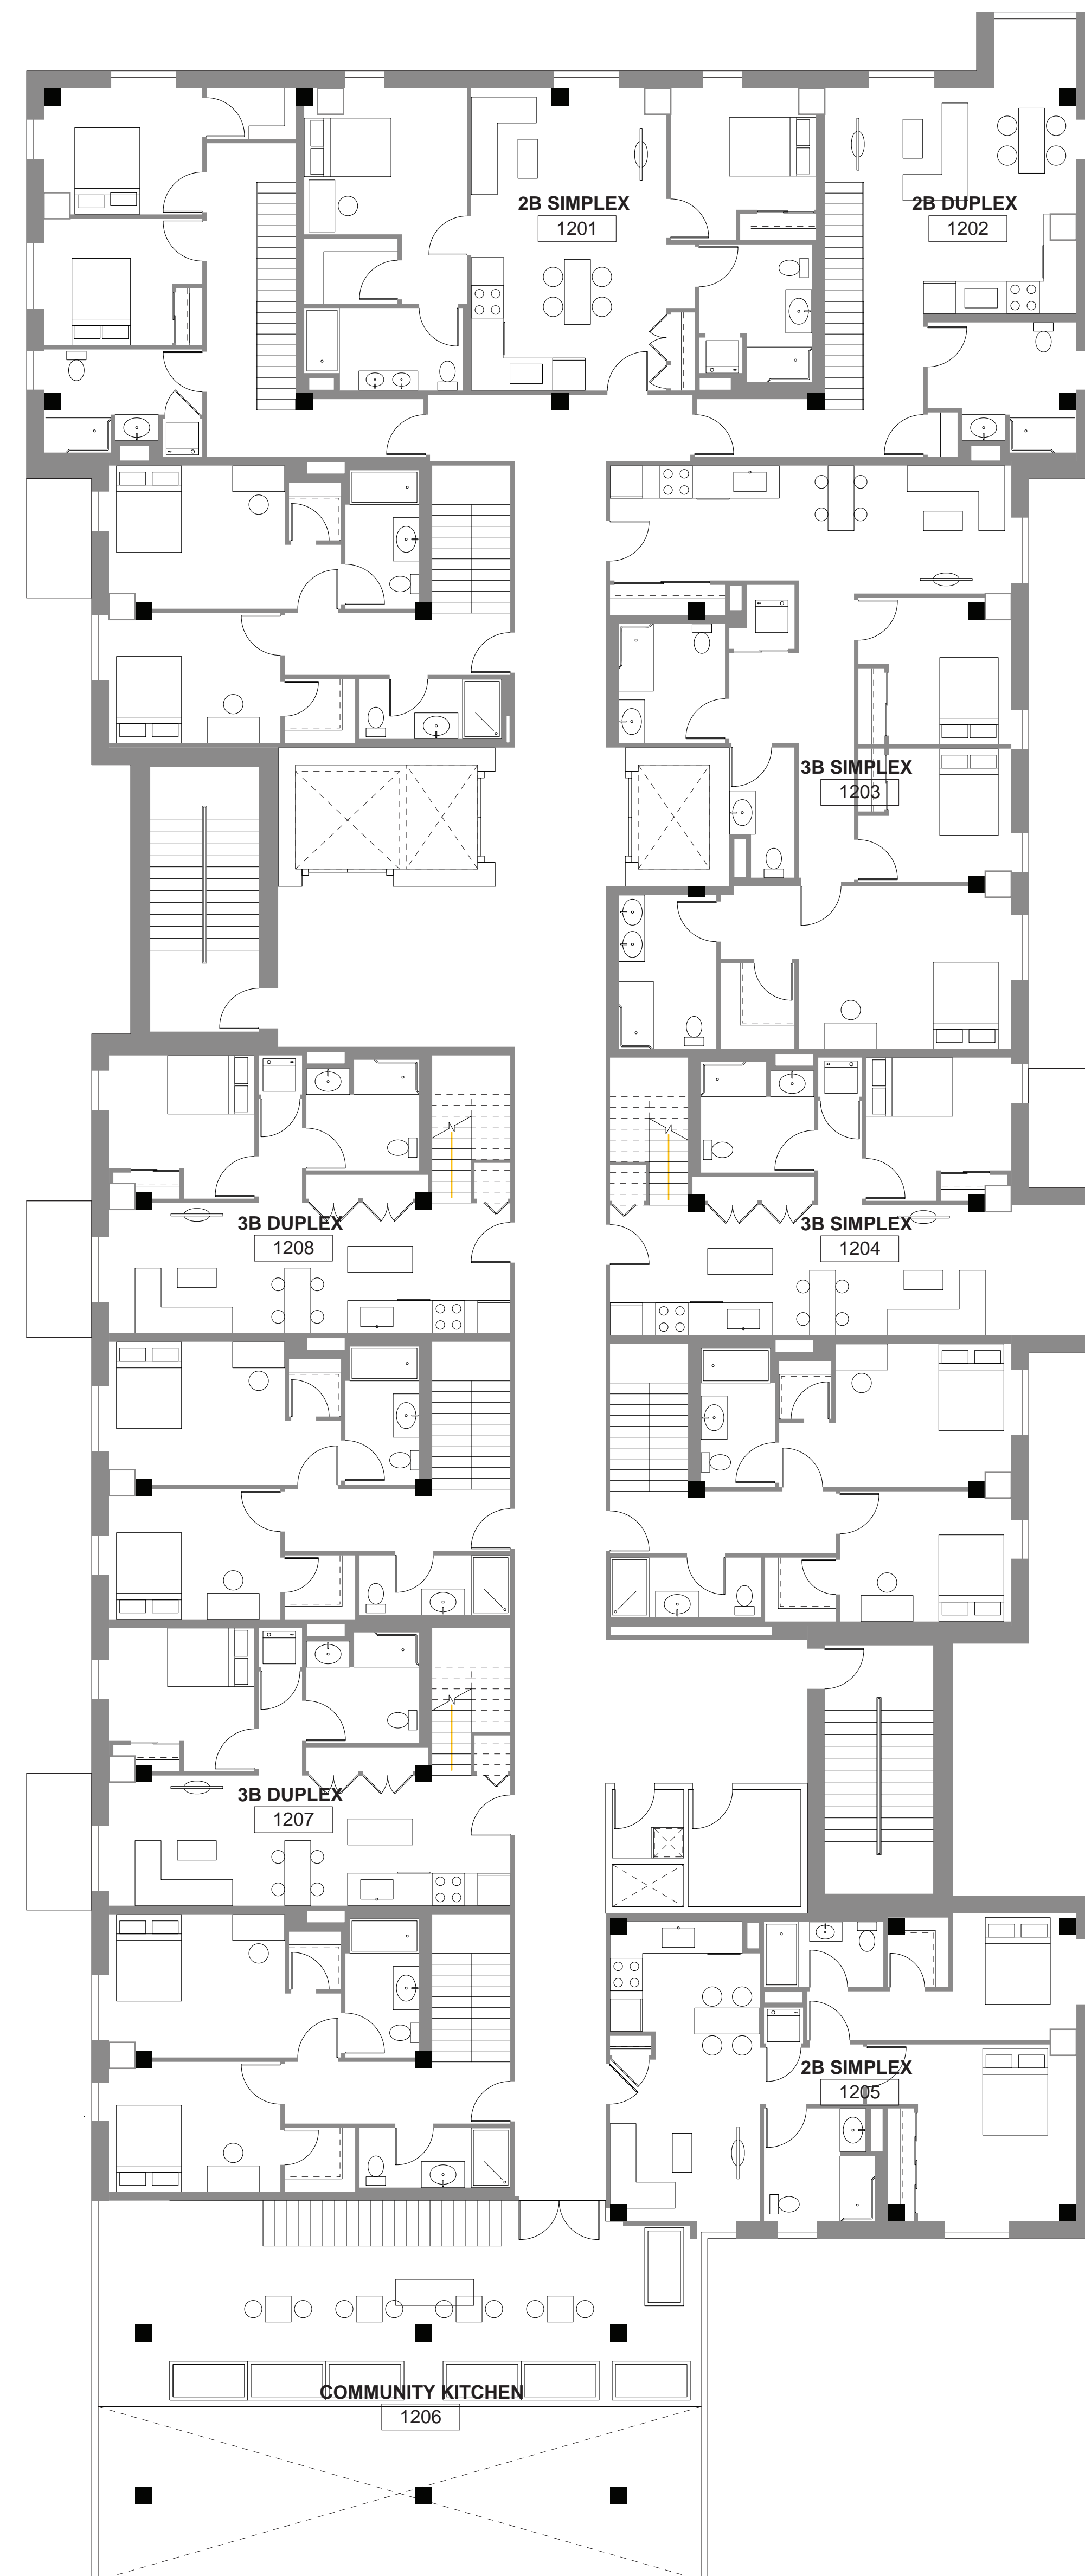 2B SIMPLEX
1201
2B DUPLEX
1202
3B SIMPLEX
1203
3B DUPLEX
1208
3B SIMPLEX
1204
3B DUPLEX
1207
2B SIMPLEX
1205
COMMUNITY KITCHEN
1206